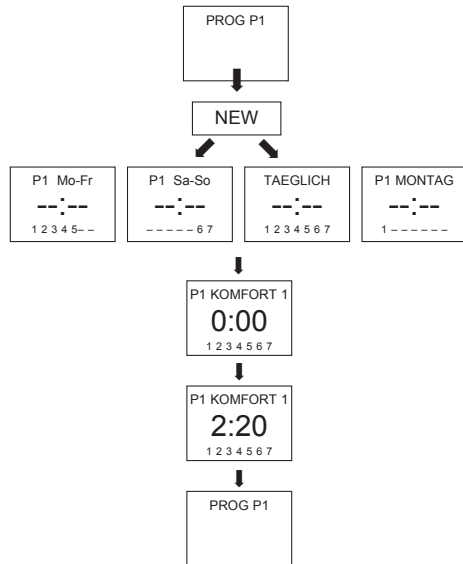 PROG P1
NEW
P1 Mo-Fr
--:--
1 2 3 4 5 – –
P1 Sa-So
--:--
– – – – – 6 7
TAEGLICH
--:--
1 2 3 4 5 6 7
P1 MONTAG
--:--
1 – – – – – –
P1 KOMFORT 1
0:00
1 2 3 4 5 6 7
P1 KOMFORT 1
2:20
1 2 3 4 5 6 7
PROG P1